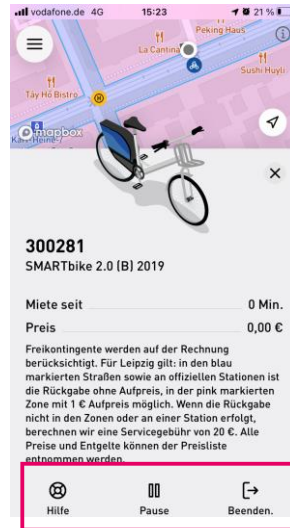 vodafone.de 4G 15:23 21 %
Peking Haus
La Cantina
Sushi Huyli
Tây Hồ Bistro
mapbox
Karl-Heine-
300281
SMARTbike 2.0 (B) 2019
Miete seit 0 Min.
Preis 0,00 €
Freikontingente werden auf der Rechnung
berücksichtigt. Für Leipzig gilt: in den blau
markierten Straßen sowie an offiziellen Stationen ist
die Rückgabe ohne Aufpreis, in der pink markierten
Zone mit 1 € Aufpreis möglich. Wenn die Rückgabe
nicht in den Zonen oder an einer Station erfolgt,
berechnen wir eine Servicegebühr von 20 €. Alle
Preise und Entgelte können der Preisliste
entnommen werden.
Hilfe Pause Beenden.